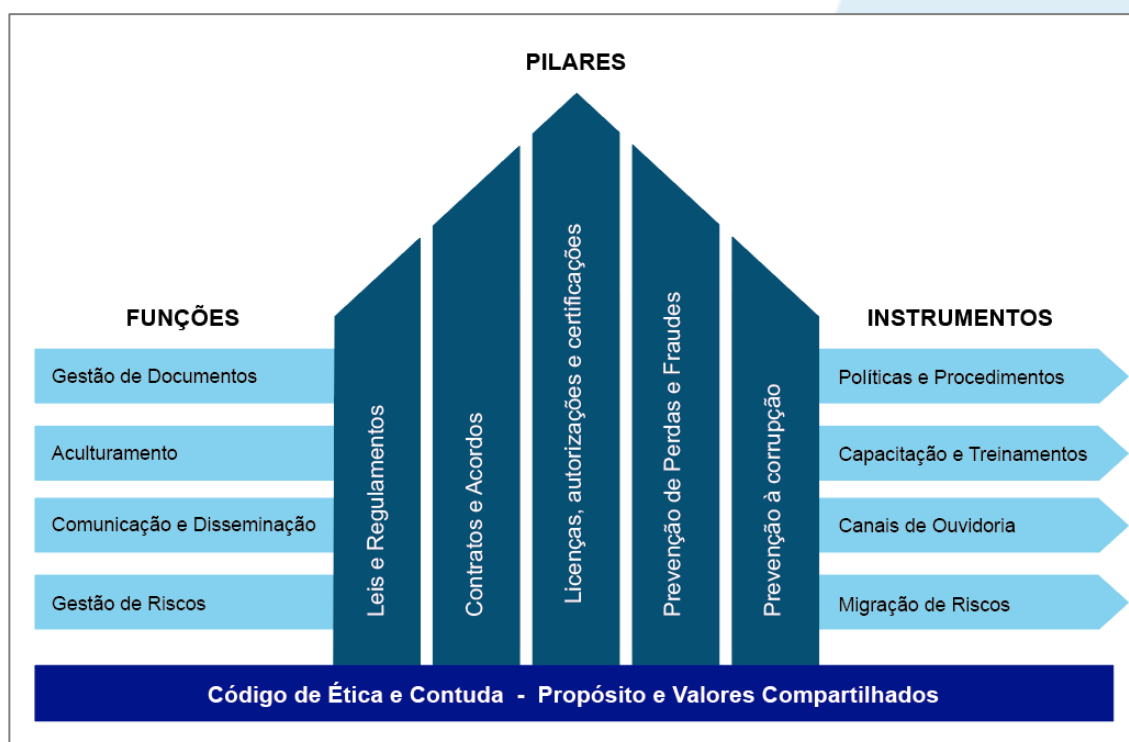 PILARES
FUNÇÕES
Gestão de Documentos
Aculturamento
Comunicação e Disseminação
Gestão de Riscos
Leis e Regulamentos
Contratos e Acordos
Licenças, autorizações e certificações
Prevenção de Perdas e Fraudes
Prevenção à corrupção
INSTRUMENTOS
Políticas e Procedimentos
Capacitação e Treinamentos
Canais de Ouvidoria
Migração de Riscos
Código de Ética e Contuda - Propósito e Valores Compartilhados